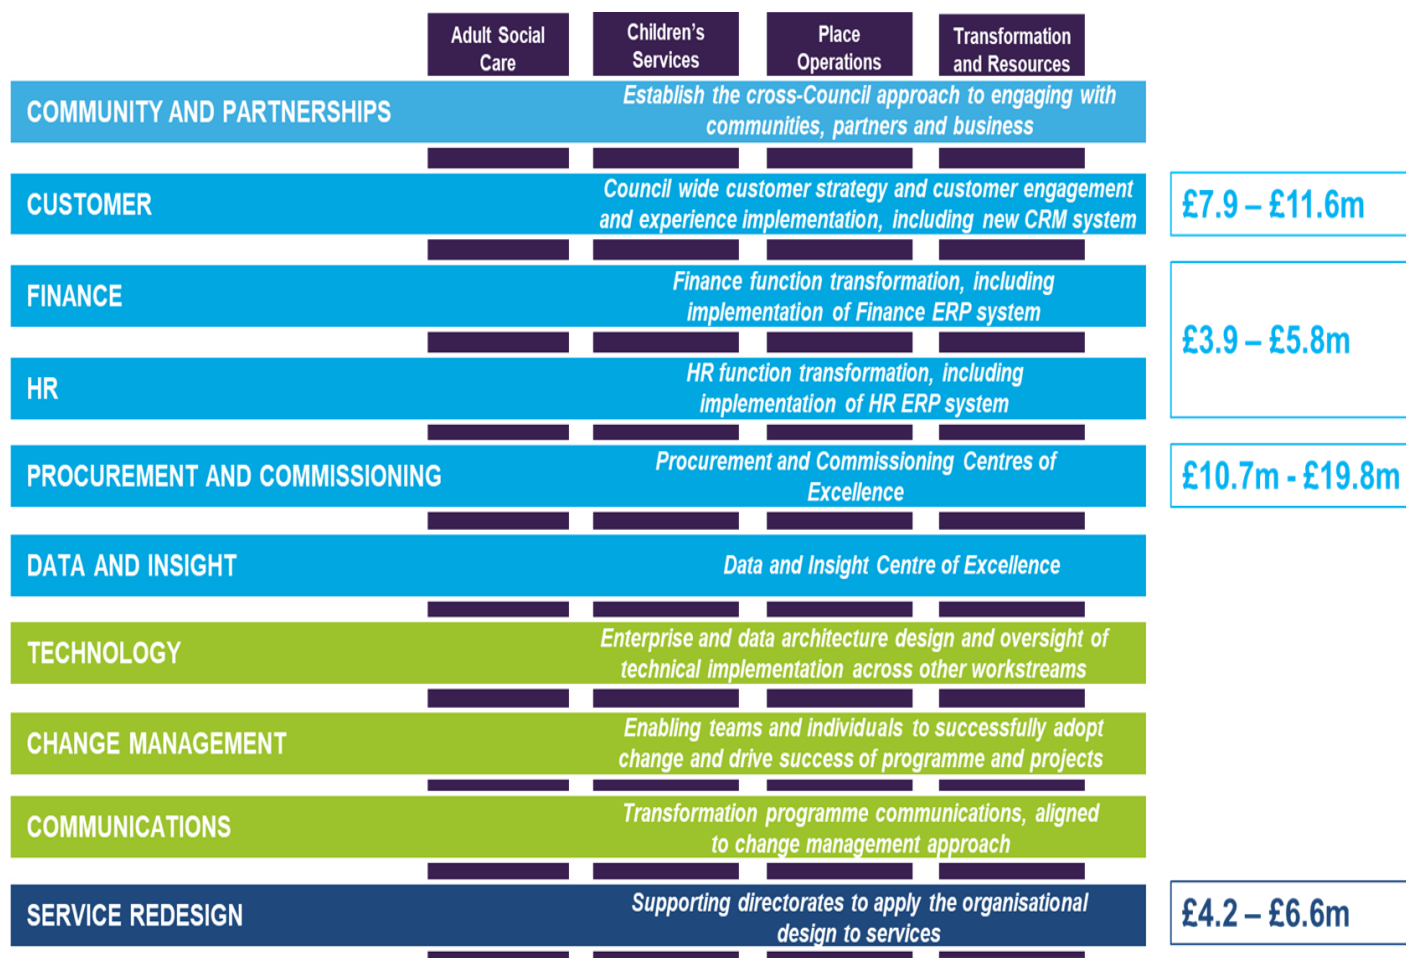 Adult Social
Care
Children's
Services
Place
Operations
Transformation
and Resources
COMMUNITY AND PARTNERSHIPS
Establish the cross-Council approach to engaging with
communities, partners and business
CUSTOMER
Council wide customer strategy and customer engagement
and experience implementation, including new CRM system
£7.9 – £11.6m
FINANCE
Finance function transformation, including
implementation of Finance ERP system
£3.9 – £5.8m
HR
HR function transformation, including
implementation of HR ERP system
PROCUREMENT AND COMMISSIONING
Procurement and Commissioning Centres of
Excellence
£10.7m - £19.8m
DATA AND INSIGHT
Data and Insight Centre of Excellence
TECHNOLOGY
Enterprise and data architecture design and oversight of
technical implementation across other workstreams
CHANGE MANAGEMENT
Enabling teams and individuals to successfully adopt
change and drive success of programme and projects
COMMUNICATIONS
Transformation programme communications, aligned
to change management approach
SERVICE REDESIGN
Supporting directorates to apply the organisational
design to services
£4.2 – £6.6m